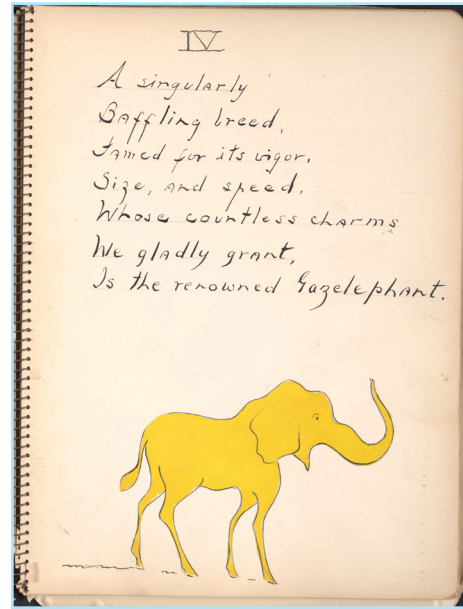 IV
A singularly
Baffling breed,
Famed for its vigor,
Size, and speed,
Whose countless charms
We gladly grant,
Is the renowned Gazelephant.